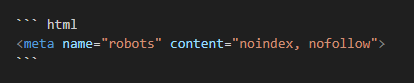 ``` html
<meta name="robots" content="noindex, nofollow">
```